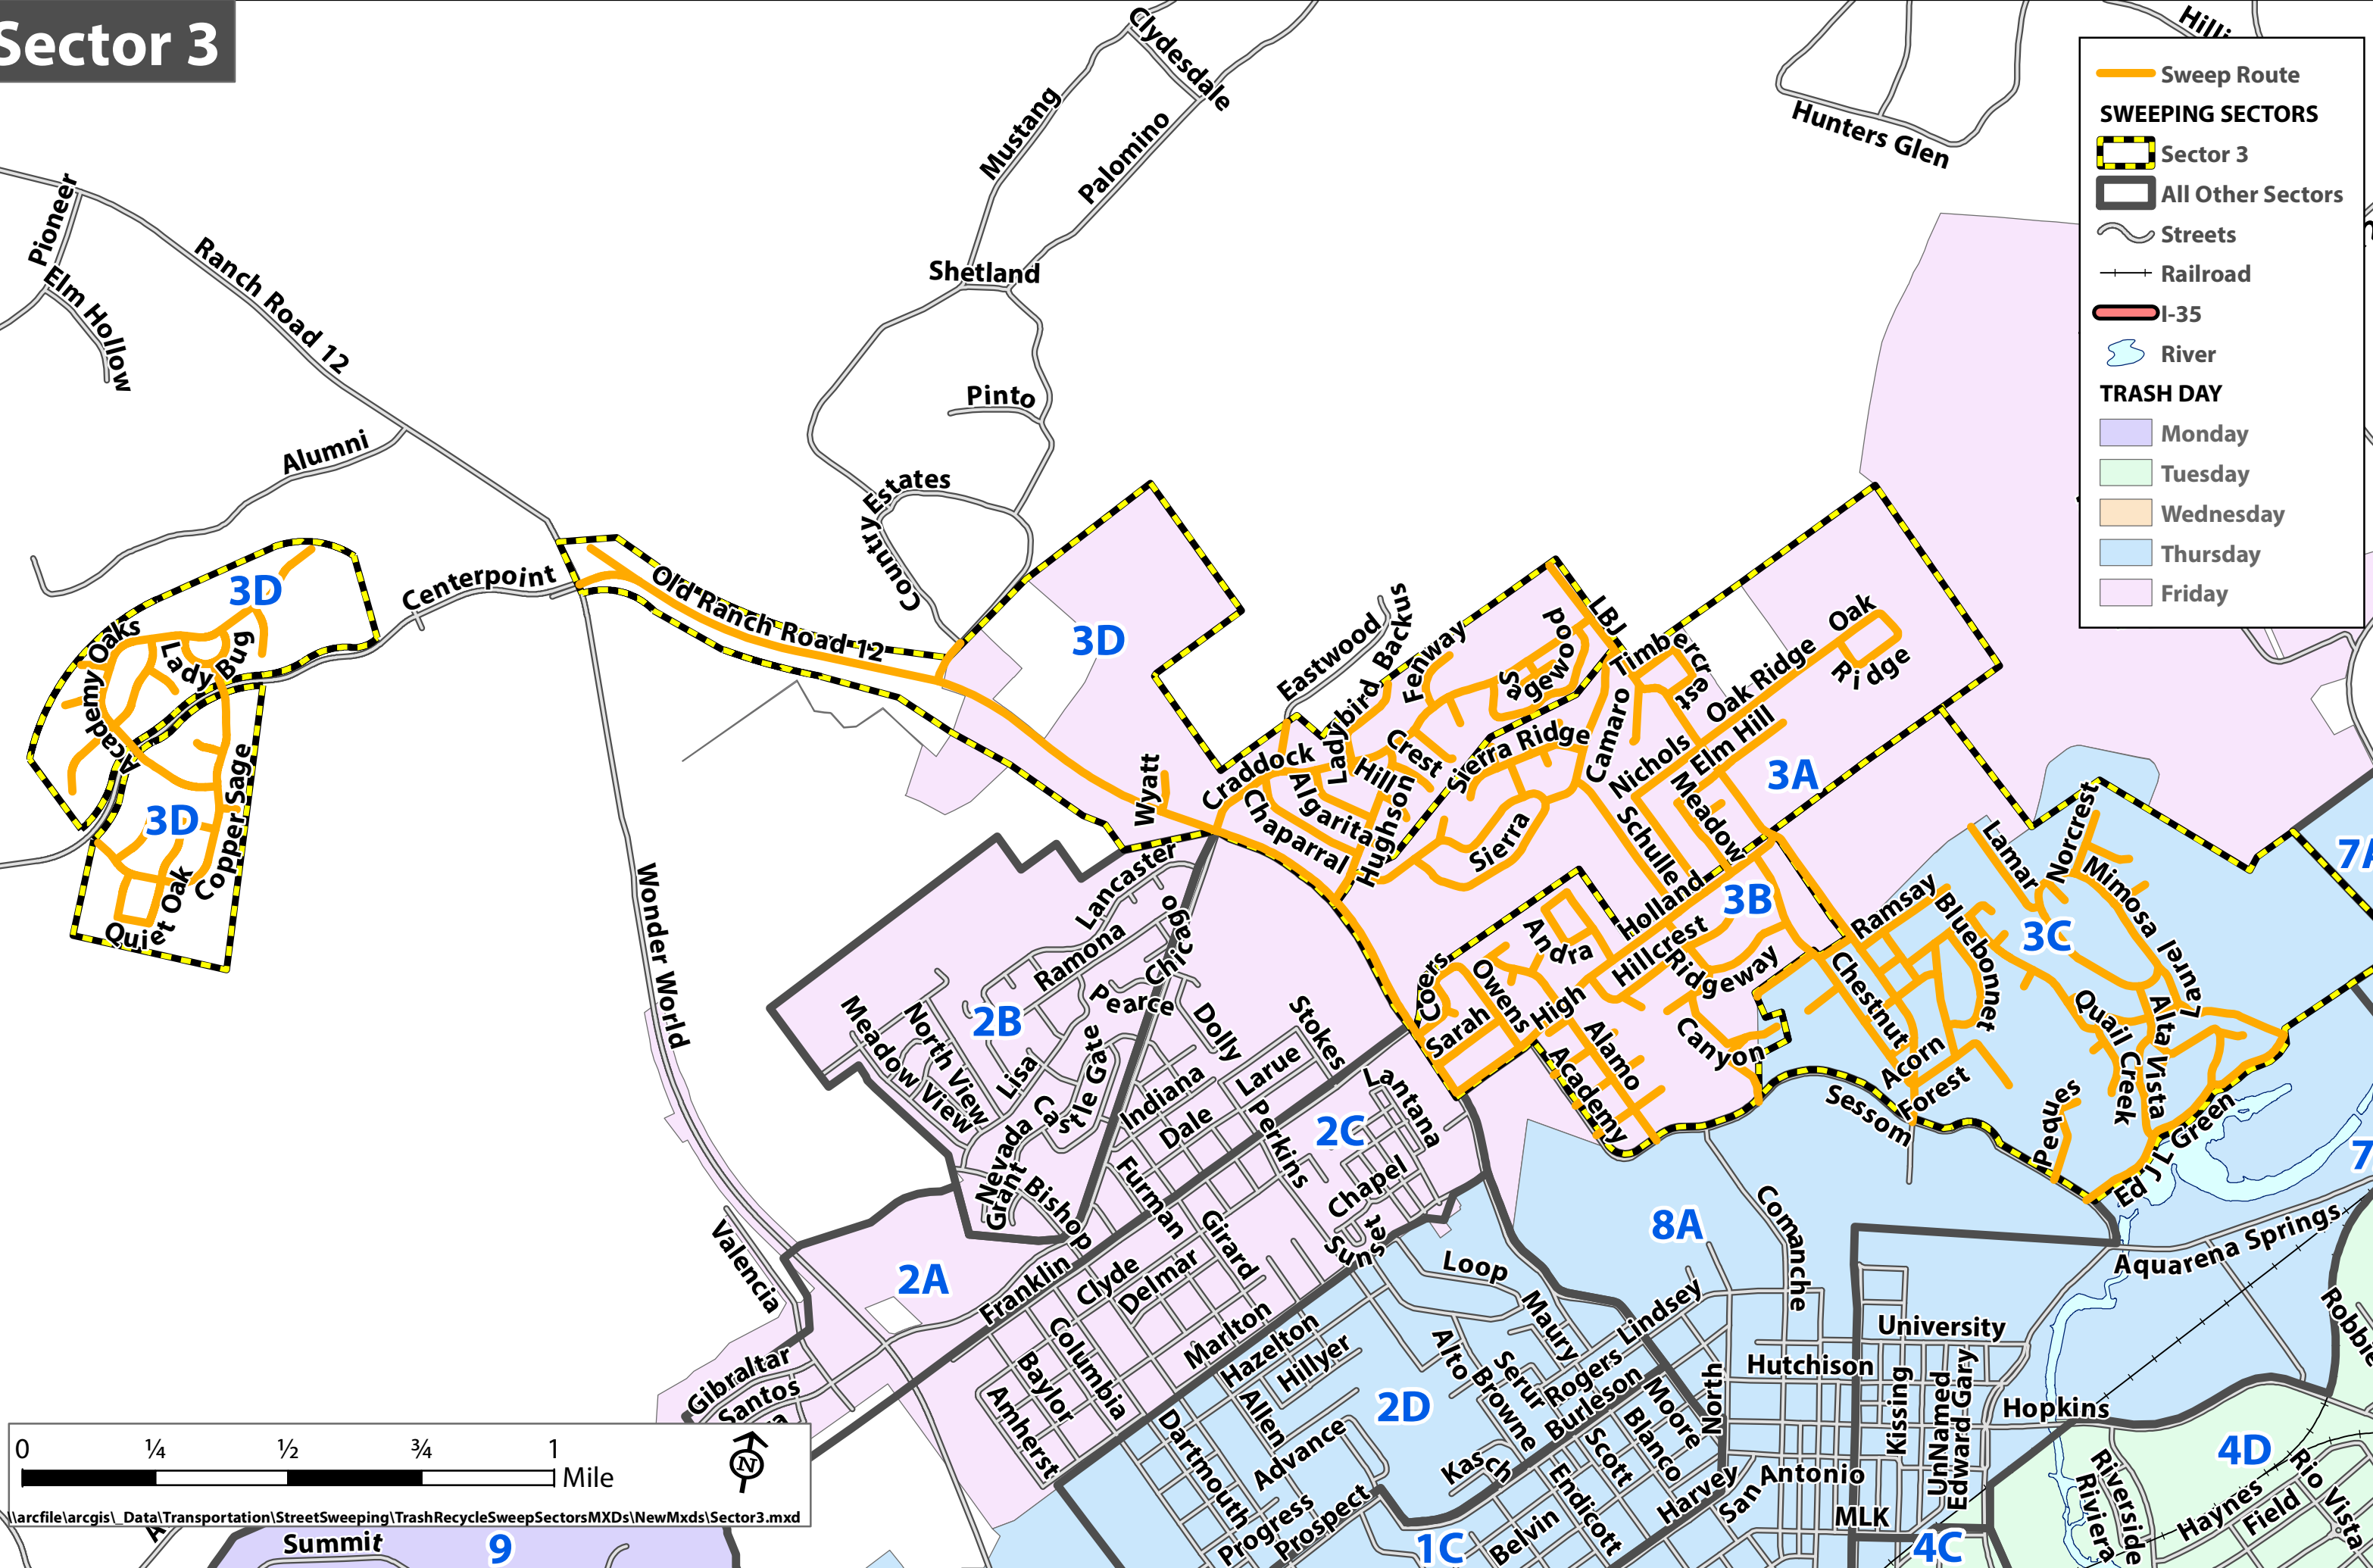 Sector 3
Clydesdale
Mustang
Palomino
Shetland
Pinto
Estates
Country
Hunters Glen
Pioneer
Elm Hollow
Ranch Road 12
Alumni
Centerpoint
Old Ranch Road 12
Wonder World
Valencia
3D
Academy Oaks
Lady Bug
Academy
3D
Copper Sage
Quiet Oak
3D
Wyatt
Eastwood
Backus
Ladybird
Fenway
Craddock
Algarita
Chaparral
Hill Crest
Hughson
Sagewood
LBJ
Timbercrest
Sierra Ridge
Sierra
Camaro
Oak Ridge
Oak
Ridge
Nichols
Elm Hill
Meadow
Schulle
Holland
3A
3B
Hillcrest
Ridgeway
Andra
Owens
Coers
Sarah
High
Alamo
Academy
Canyon
3C
Ramsay
Bluebonnet
Chestnut
Acorn
Forest
Sessom
Lamar
Norcrest
Mimosa
Laurel
Alta Vista
Quail Creek
Peques
Ed JL Green
7A
Lancaster
Ramona
Chicago
Pearce
2B
Meadow View
North View
Lisa
Castle Gate
Nevada
Grant
Bishop
Dolly
Stokes
Larue
Indiana
Dale
Perkins
Furman
2C
Lantana
Chapel
Sunset
Girard
Franklin
Clyde
Delmar
Marlton
Columbia
Baylor
Amherst
2A
Gibraltar
Santos
8A
Comanche
Loop
Maury
Lindsey
Alto
Serur
Browne
Rogers
Burleson
Hazelton
Hillyer
Allen
2D
Advance
Dartmouth
Progress
Prospect
Kasch
Scott
Blanco
Moore
North
Endicott
Harvey
Belvin
1C
San Antonio
MLK
Hutchison
University
Kissing
UnNamed
Edward Gary
Hopkins
Aquarena Springs
4C
4D
Riverside
Riviera
Haynes
Field
Rio Vista
Robbie
Summit
9
Sweep Route
SWEEPING SECTORS
Sector 3
All Other Sectors
Streets
Railroad
I-35
River
TRASH DAY
Monday
Tuesday
Wednesday
Thursday
Friday
0 ¼ ½ ¾ 1
Mile
N
\\arcfile\arcgis\_Data\Transportation\StreetSweeping\TrashRecycleSweepSectorsMXDs\NewMxds\Sector3.mxd